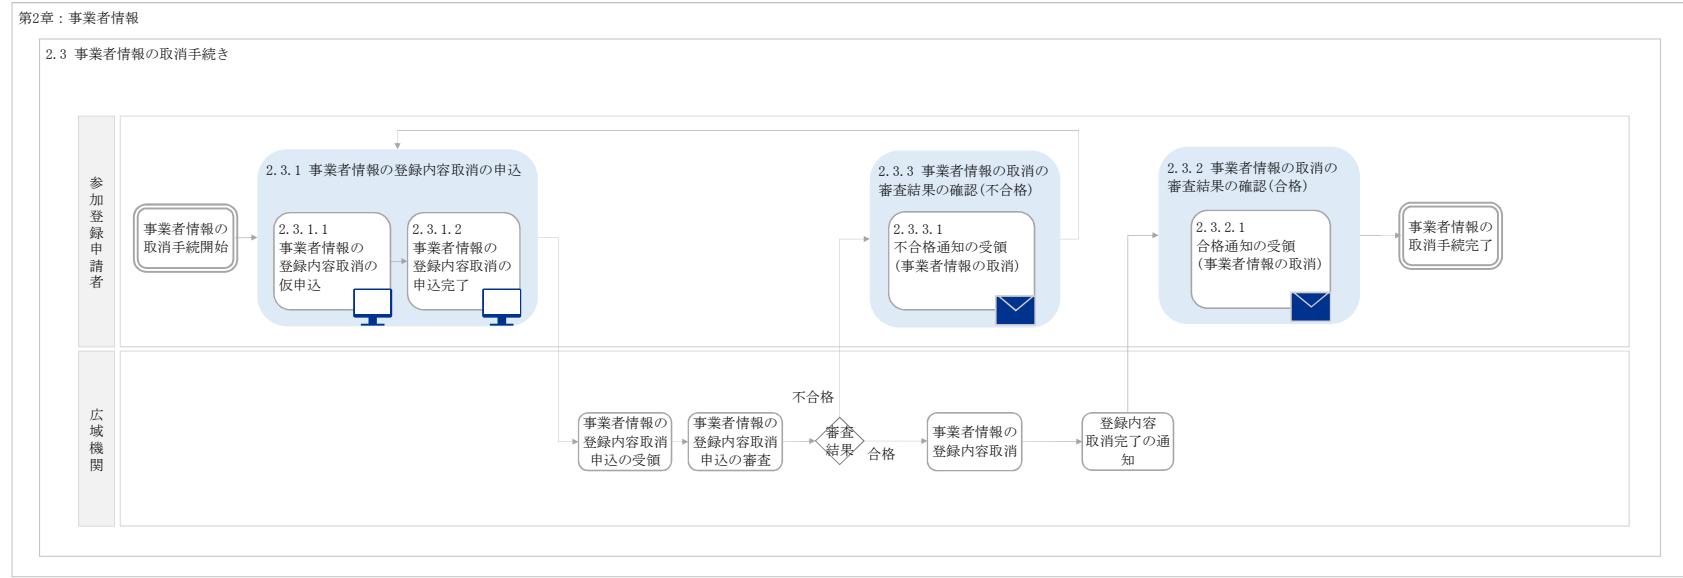 第2章：事業者情報
2.3 事業者情報の取消手続き
参加登録申請者
事業者情報の
取消手続開始
2.3.1 事業者情報の登録内容取消の申込
2.3.1.1
事業者情報の
登録内容取消の
仮申込
2.3.1.2
事業者情報の
登録内容取消の
申込完了
2.3.3 事業者情報の取消の
審査結果の確認(不合格)
2.3.3.1
不合格通知の受領
(事業者情報の取消)
2.3.2 事業者情報の取消の
審査結果の確認(合格)
2.3.2.1
合格通知の受領
(事業者情報の取消)
事業者情報の
取消手続完了
広域機関
事業者情報の
登録内容取消
申込の受領
事業者情報の
登録内容取消
申込の審査
不合格
審査
結果
合格
事業者情報の
登録内容取消
登録内容
取消完了の通
知